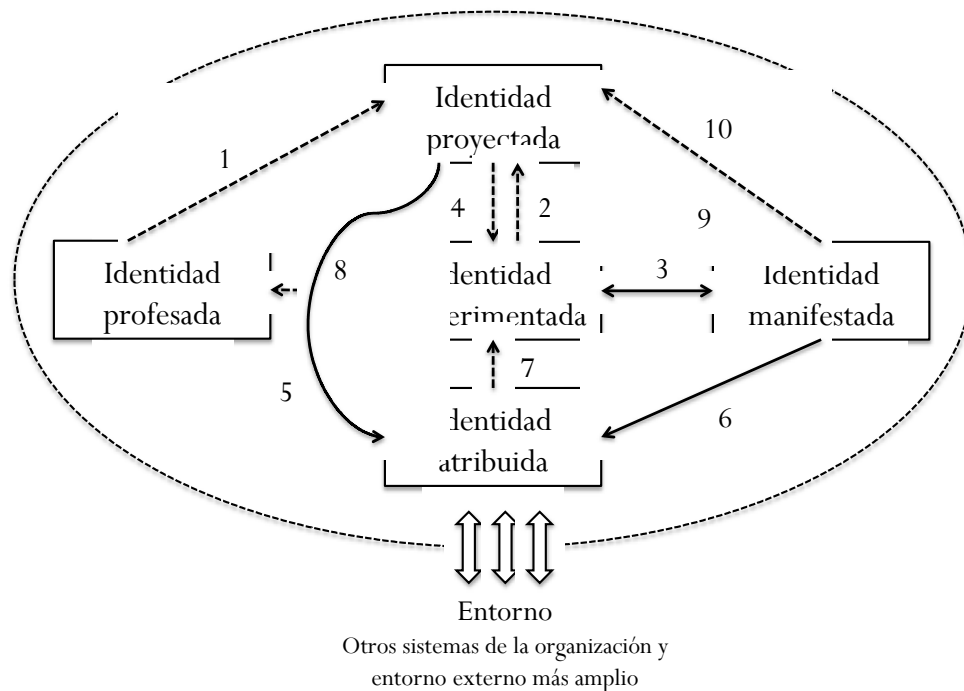 Identidad
proyectada
1
10
4
2
9
Identidad
profesada
8
dentidad
erimentada
3
Identidad
manifestada
7
5
6
dentidad
atribuida
Entorno
Otros sistemas de la organización y
entorno externo más amplio